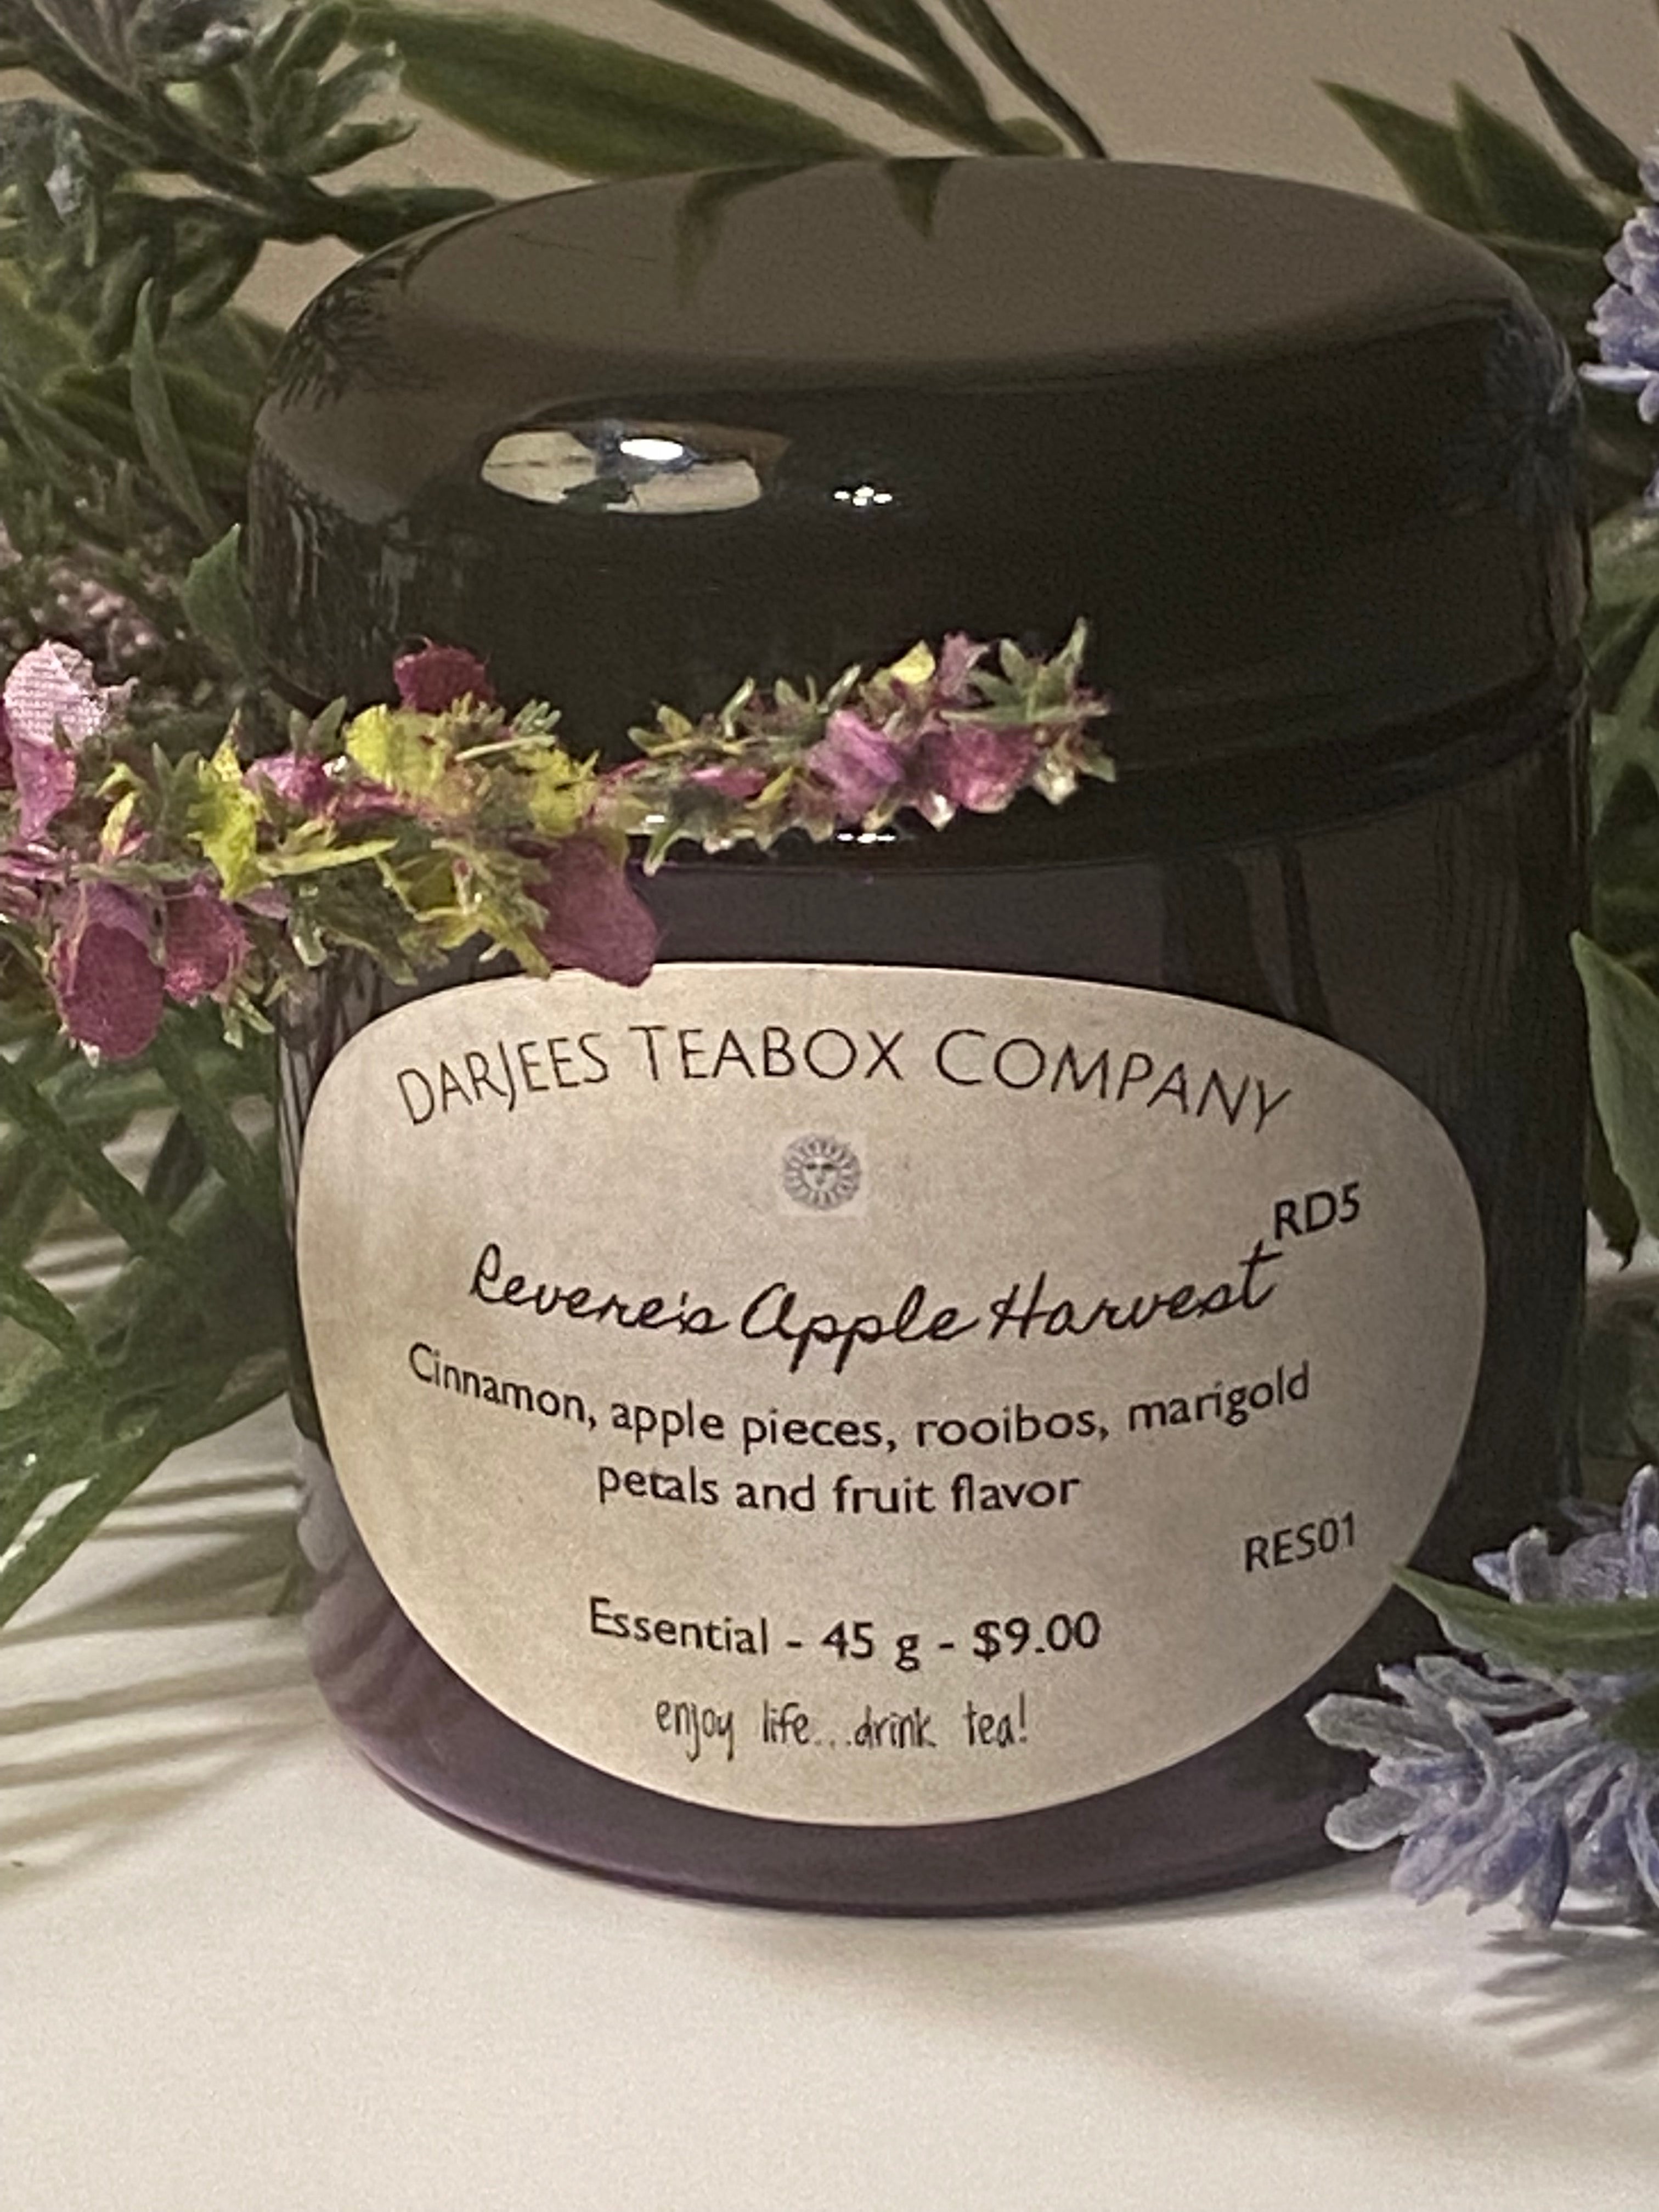 DARJEES TEABOX COMPANY
RD5
Revere's Apple Harvest
Cinnamon, apple pieces, rooibos, marigold
petals and fruit flavor
RES01
Essential - 45 g - $9.00
enjoy life...drink tea!